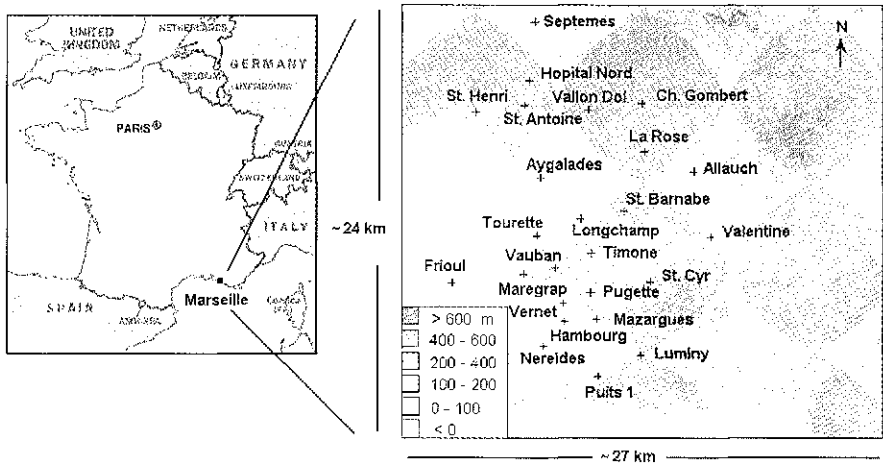 UNITED
KINGDOM
NETHERLANDS
BELGIUM
GERMANY
LUXEMBOURG
PARIS
AUSTRIA
SWITZERLAND
ITALY
SPAIN
ANDORRA
Marseille
~ 24 km
Septemes
N
Hopital Nord
St. Henri
Vallon Dol
Ch. Gombert
St. Antoine
La Rose
Aygalades
Allauch
St. Barnabe
Tourette
Longchamp
Valentine
Vauban
Timone
Frioul
St. Cyr
Maregrap
Pugette
Vernet
Mazargues
Hambourg
Nereides
Luminy
Puits 1
> 600 m
400 - 600
200 - 400
100 - 200
0 - 100
< 0
~ 27 km